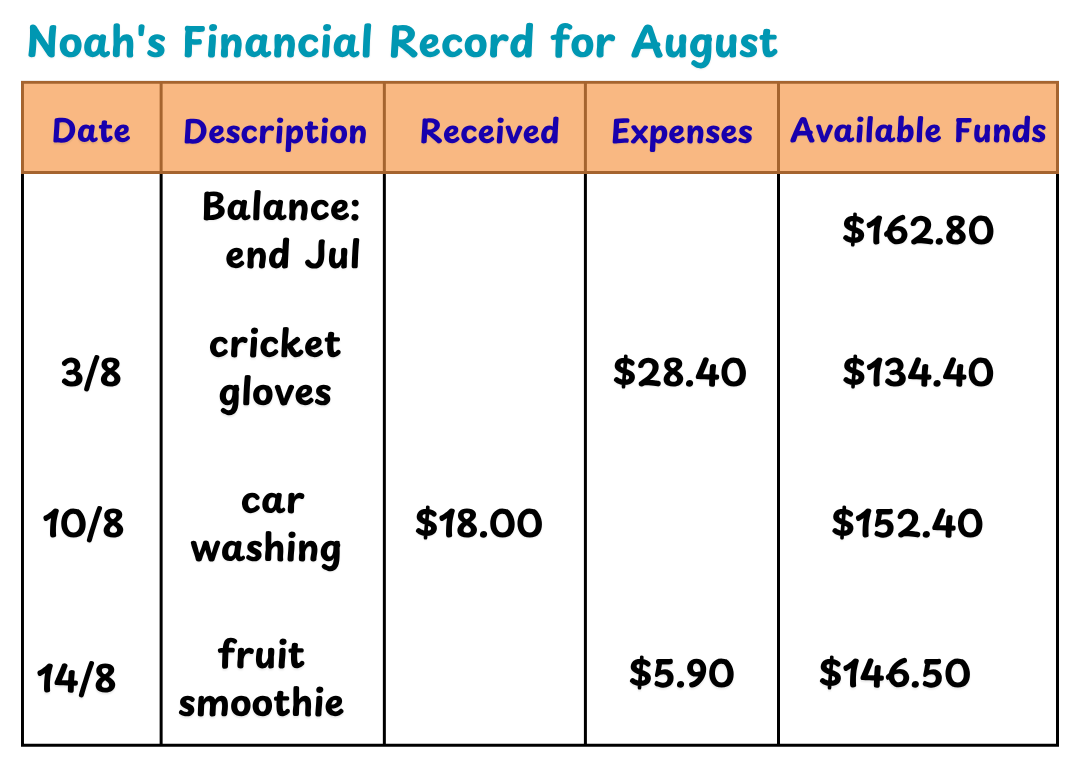 Noah's Financial Record for August
Date Description Received Expenses Available Funds
Balance:
end Jul
$162.80
cricket
gloves
3/8 $28.40 $134.40
car
washing
10/8 $18.00 $152.40
fruit
smoothie
14/8 $5.90 $146.50